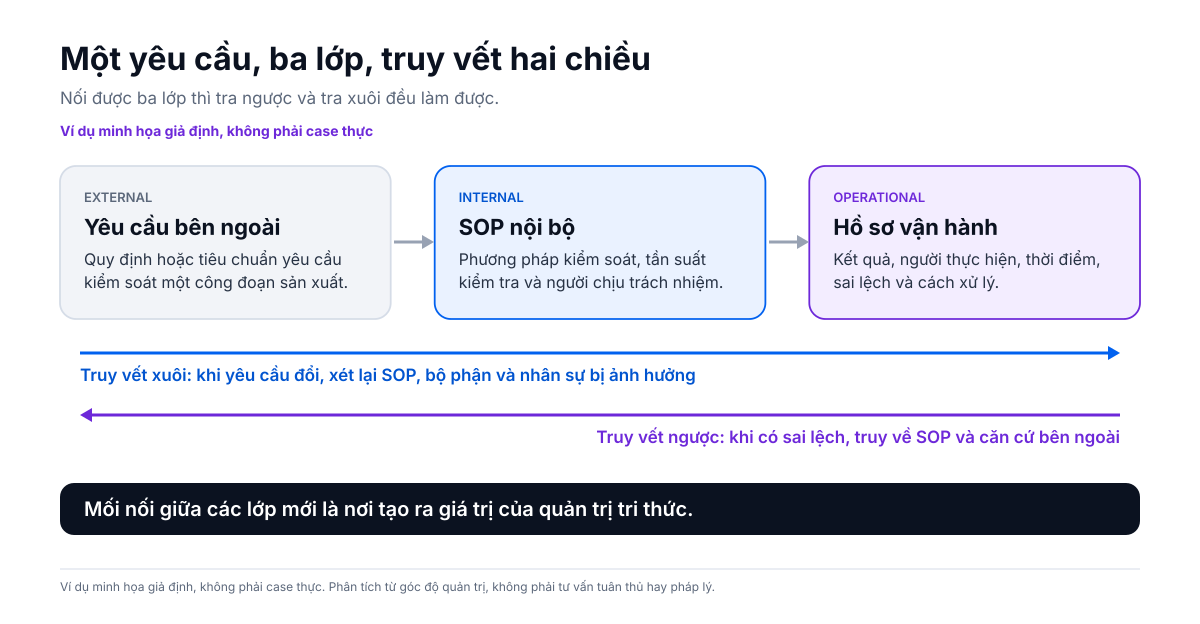 Một yêu cầu, ba lớp, truy vết hai chiều
Nối được ba lớp thì tra ngược và tra xuôi đều làm được.
Ví dụ minh họa giả định, không phải case thực
EXTERNAL
Yêu cầu bên ngoài
Quy định hoặc tiêu chuẩn yêu cầu
kiểm soát một công đoạn sản xuất.
INTERNAL
SOP nội bộ
Phương pháp kiểm soát, tần suất
kiểm tra và người chịu trách nhiệm.
OPERATIONAL
Hồ sơ vận hành
Kết quả, người thực hiện, thời điểm,
sai lệch và cách xử lý.
Truy vết xuôi: khi yêu cầu đổi, xét lại SOP, bộ phận và nhân sự bị ảnh hưởng
Truy vết ngược: khi có sai lệch, truy về SOP và căn cứ bên ngoài
Mối nối giữa các lớp mới là nơi tạo ra giá trị của quản trị tri thức.
Ví dụ minh họa giả định, không phải case thực. Phân tích từ góc độ quản trị, không phải tư vấn tuân thủ hay pháp lý.